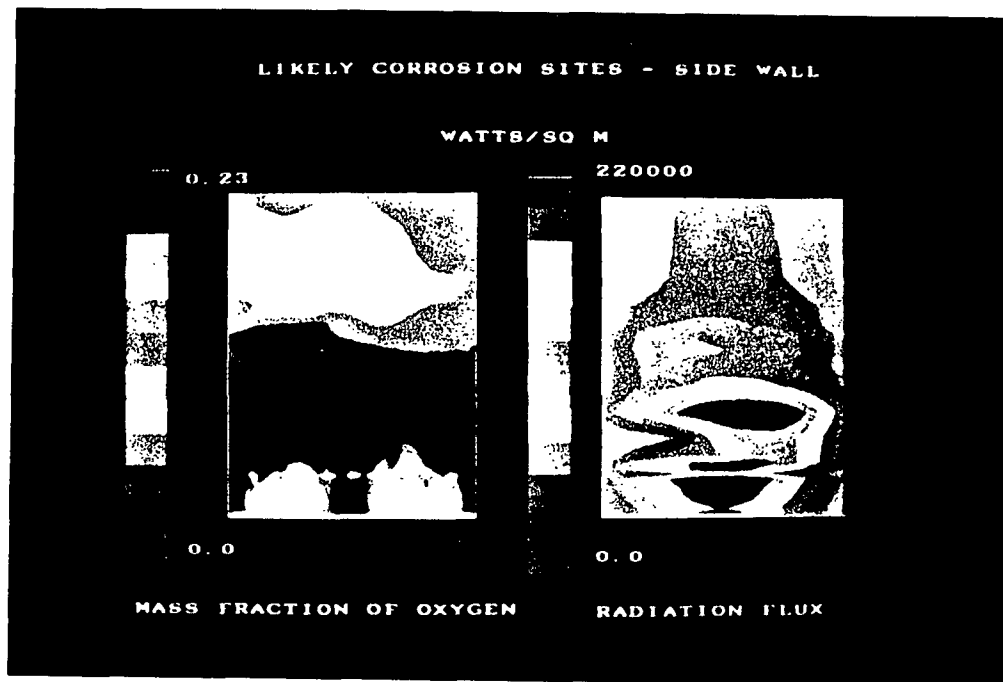 LIKELY CORROSION SITES - SIDE WALL
WATTS/SQ M
0.23
220000
0.0
0.0
MASS FRACTION OF OXYGEN
RADIATION FLUX